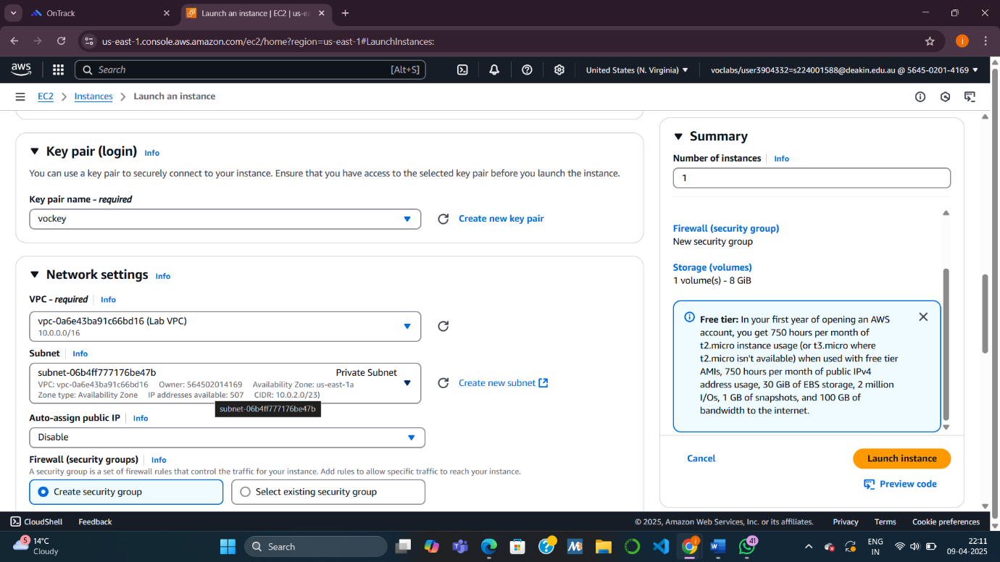 OnTrack
Launch an instance | EC2 | us-ea
us-east-1.console.aws.amazon.com/ec2/home?region=us-east-1#LaunchInstances:
j
aws
Search
[Alt+S]
United States (N. Virginia)
voclabs/user3904332=s224001588@deakin.edu.au @ 5645-0201-4169
EC2
Instances
Launch an instance
Key pair (login)
Info
You can use a key pair to securely connect to your instance. Ensure that you have access to the selected key pair before you launch the instance.
Key pair name - required
vockey
Create new key pair
Network settings
Info
VPC - required
Info
vpc-0a6e43ba91c66bd16 (Lab VPC)
10.0.0.0/16
Subnet
Info
subnet-06b4ff777176be47b
Private Subnet
VPC: vpc-0a6e43ba91c66bd16 Owner: 564502014169 Availability Zone: us-east-1a
Zone type: Availability Zone IP addresses available: 507 CIDR: 10.0.2.0/23)
subnet-06b4ff777176be47b
Create new subnet
Auto-assign public IP
Info
Disable
Firewall (security groups)
Info
A security group is a set of firewall rules that control the traffic for your instance. Add rules to allow specific traffic to reach your instance.
Create security group
Select existing security group
Summary
Number of instances
Info
1
Firewall (security group)
New security group
Storage (volumes)
1 volume(s) - 8 GiB
Free tier: In your first year of opening an AWS
account, you get 750 hours per month of
t2.micro instance usage (or t3.micro where
t2.micro isn't available) when used with free tier
AMIs, 750 hours per month of public IPv4
address usage, 30 GiB of EBS storage, 2 million
I/Os, 1 GB of snapshots, and 100 GB of
bandwidth to the internet.
Cancel
Launch instance
Preview code
CloudShell
Feedback
© 2025, Amazon Web Services, Inc. or its affiliates.
Privacy
Terms
Cookie preferences
5
14°C
Cloudy
Search
41
ENG
IN
22:11
09-04-2025